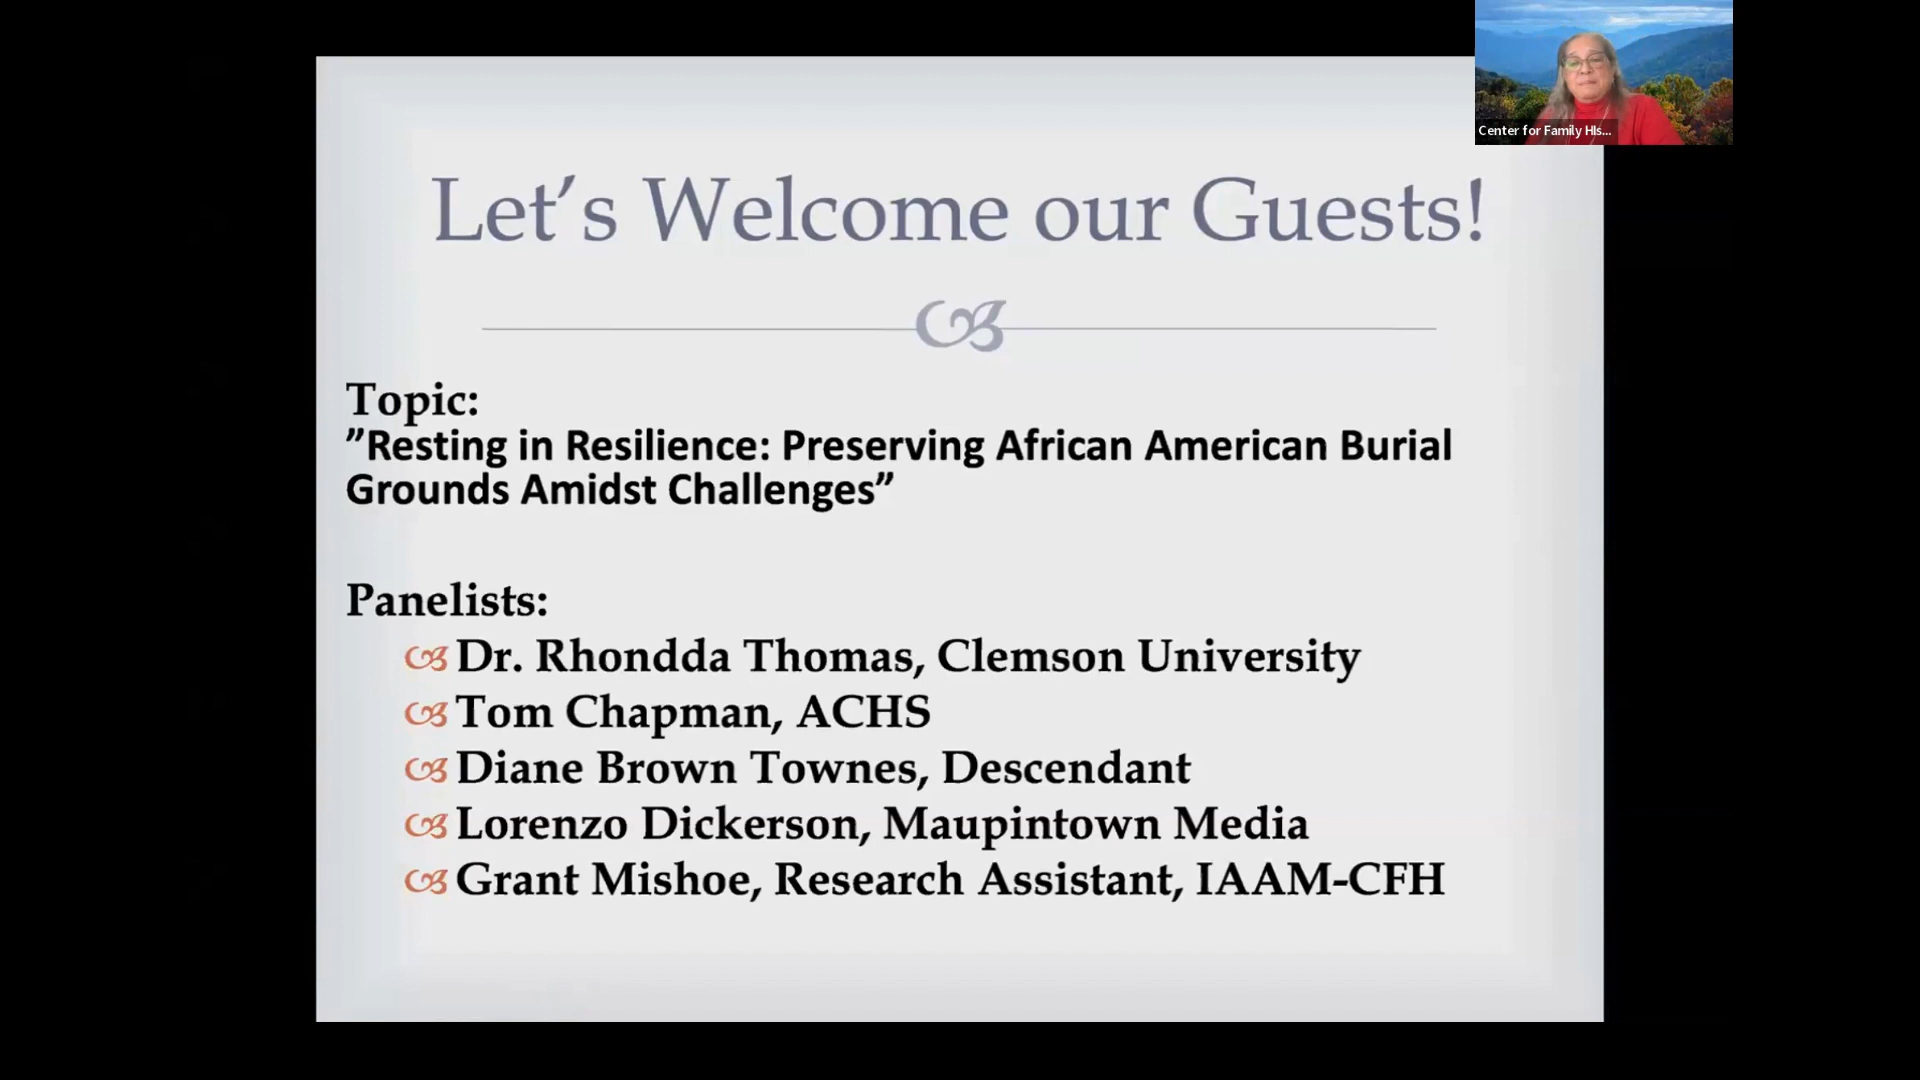 Center for Family HIs...
Let’s Welcome our Guests!
Topic:
”Resting in Resilience: Preserving African American Burial
Grounds Amidst Challenges”
Panelists:
Dr. Rhondda Thomas, Clemson University
Tom Chapman, ACHS
Diane Brown Townes, Descendant
Lorenzo Dickerson, Maupintown Media
Grant Mishoe, Research Assistant, IAAM-CFH